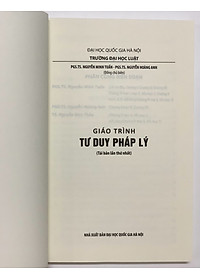 ĐẠI HỌC QUỐC GIA HÀ NỘI
TRƯỜNG ĐẠI HỌC LUẬT
PGS.TS. NGUYỄN MINH TUẤN - PGS.TS. NGUYỄN HOÀNG ANH
(Đồng chủ biên)
GIÁO TRÌNH
TƯ DUY PHÁP LÝ
(Tái bản lần thứ nhất)
NHÀ XUẤT BẢN ĐẠI HỌC QUỐC GIA HÀ NỘI